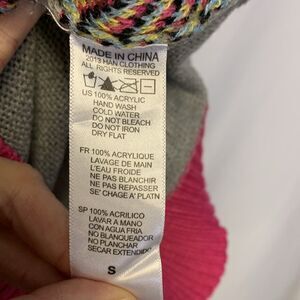 MADE IN CHINA
2013 HAN CLOTHING
ALL RIGHTS RESERVED
US 100% ACRYLIC
HAND WASH
COLD WATER
DO NOT BLEACH
DO NOT IRON
DRY FLAT
FR 100% ACRYLIQUE
LAVAGE DE MAIN
L'EAU FROIDE
NE PAS BLANCHIR
NE PAS REPASSER
SE' CHAGE A' PLATN
SP 100% ACRILICO
LAVAR A MANO
CON AGUA FRIA
NO BLANQUEADOR
NO PLANCHAR
SECAR EXTENDIDO
S